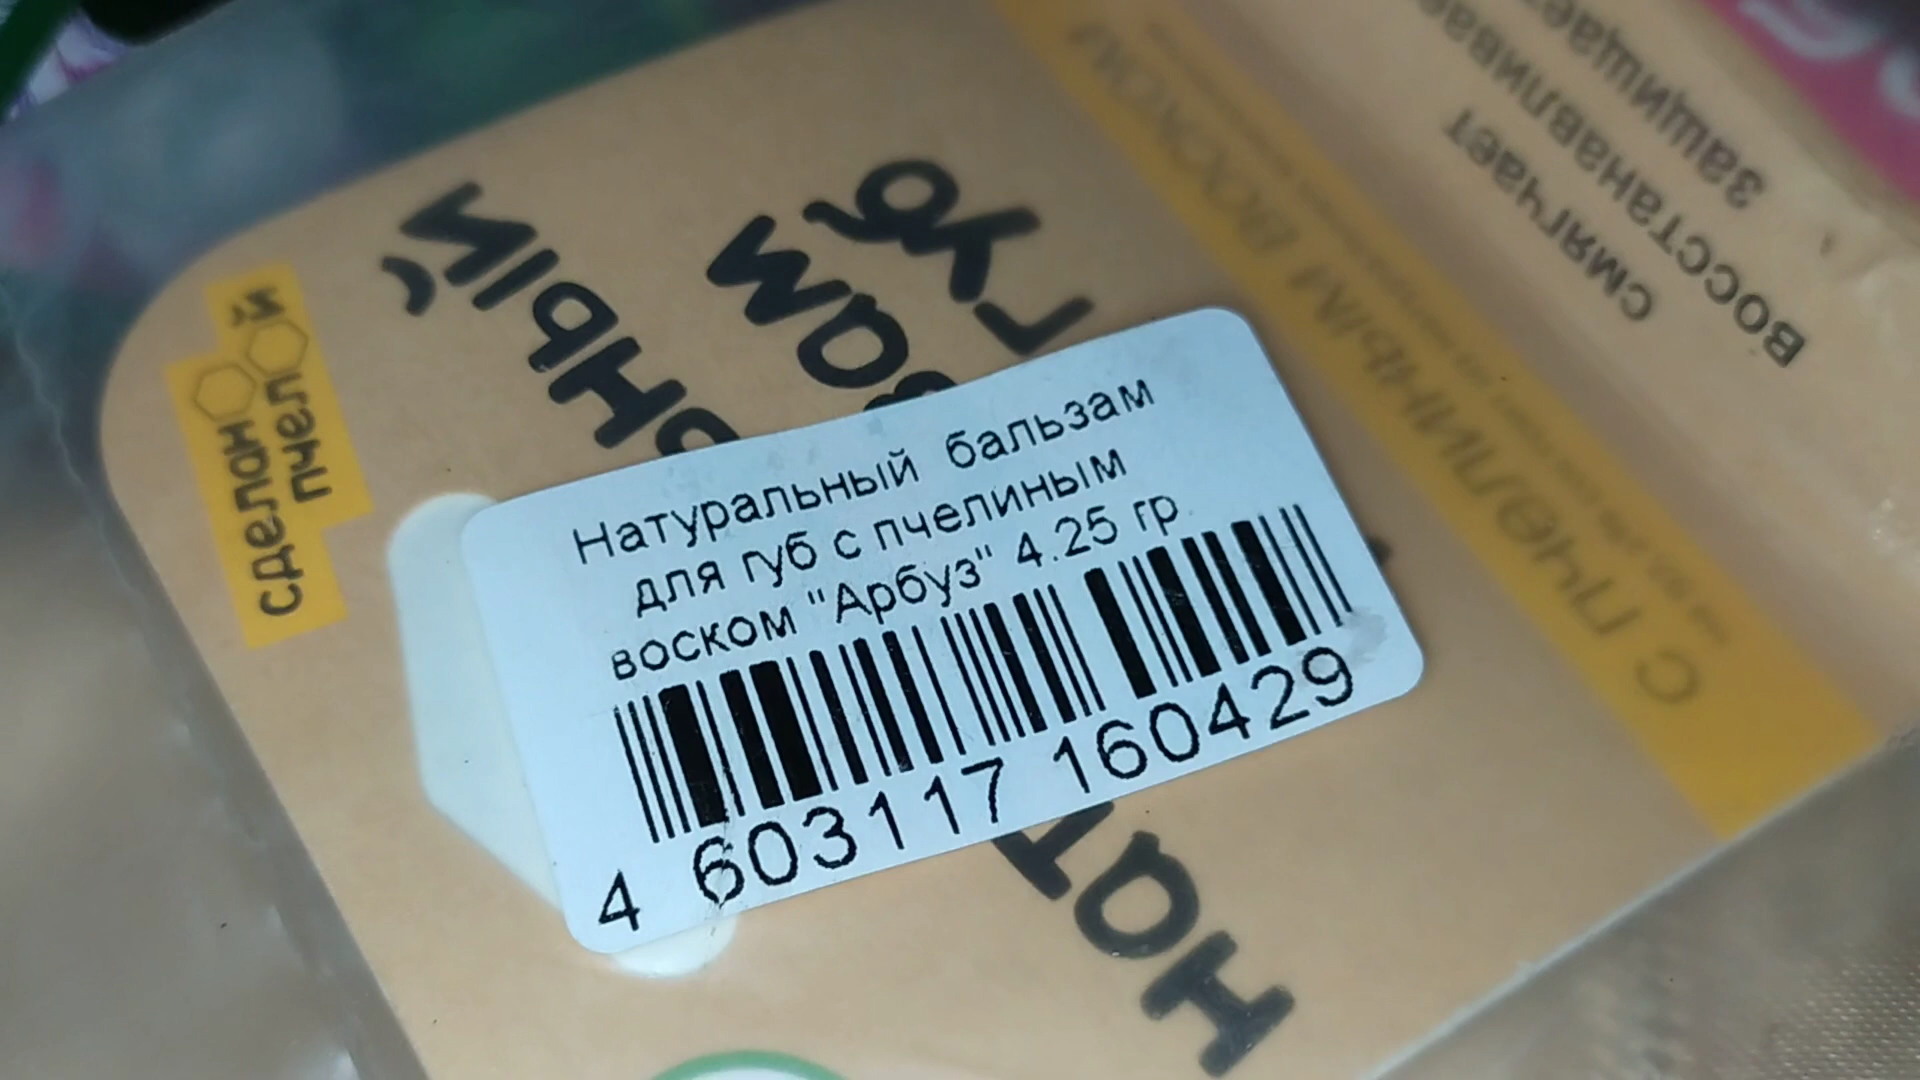 Натуральный бальзам
для губ с пчелиным
воском "Арбуз" 4.25 гр
4 603117 160429
сделано
пчелой
губ
с пчелиным воском
смягчает
восстанавливает
защищает